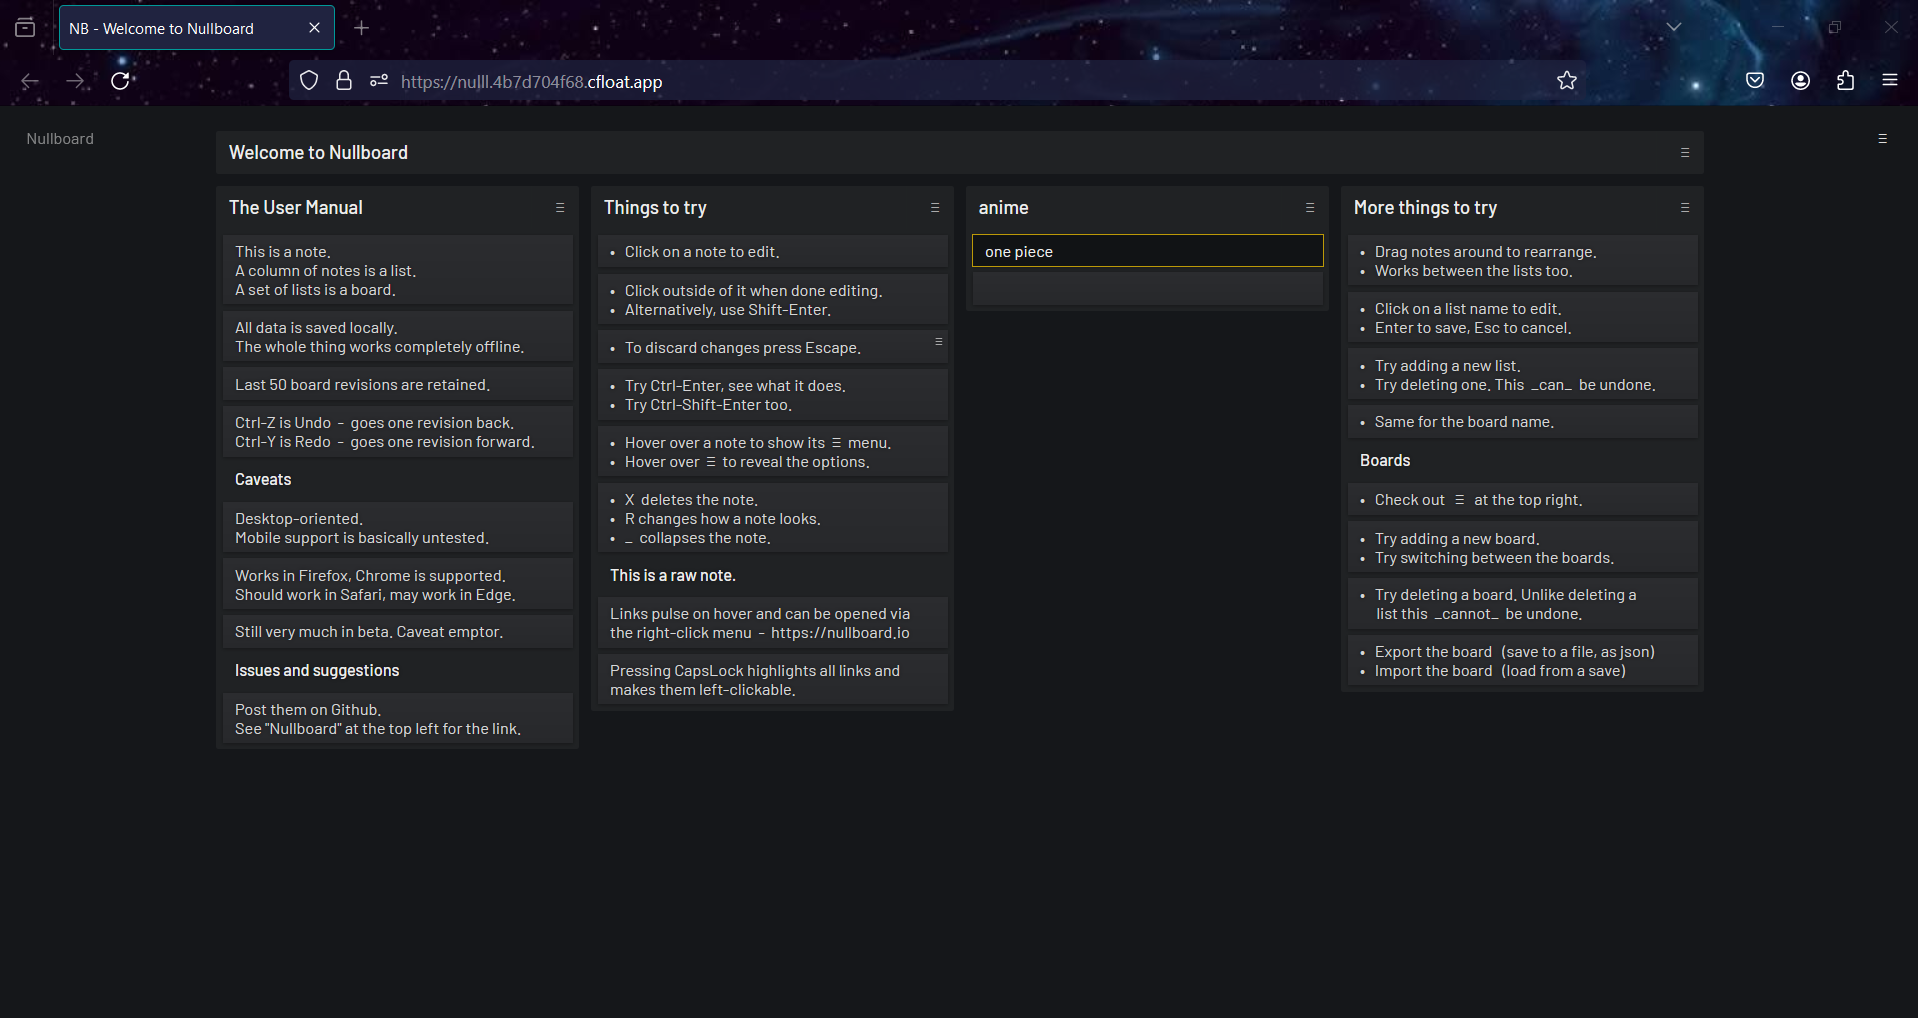 NB - Welcome to Nullboard
https://nulll.4b7d704f68.cfloat.app
Nullboard
Welcome to Nullboard
The User Manual
This is a note.
A column of notes is a list.
A set of lists is a board.
All data is saved locally.
The whole thing works completely offline.
Last 50 board revisions are retained.
Ctrl-Z is Undo - goes one revision back.
Ctrl-Y is Redo - goes one revision forward.
Caveats
Desktop-oriented.
Mobile support is basically untested.
Works in Firefox, Chrome is supported.
Should work in Safari, may work in Edge.
Still very much in beta. Caveat emptor.
Issues and suggestions
Post them on Github.
See "Nullboard" at the top left for the link.
Things to try
• Click on a note to edit.
• Click outside of it when done editing.
• Alternatively, use Shift-Enter.
• To discard changes press Escape.
• Try Ctrl-Enter, see what it does.
• Try Ctrl-Shift-Enter too.
• Hover over a note to show its ≡ menu.
• Hover over ≡ to reveal the options.
• X deletes the note.
• R changes how a note looks.
• _ collapses the note.
This is a raw note.
Links pulse on hover and can be opened via
the right-click menu - https://nullboard.io
Pressing CapsLock highlights all links and
makes them left-clickable.
anime
one piece
More things to try
• Drag notes around to rearrange.
• Works between the lists too.
• Click on a list name to edit.
• Enter to save, Esc to cancel.
• Try adding a new list.
• Try deleting one. This _can_ be undone.
• Same for the board name.
Boards
• Check out ≡ at the top right.
• Try adding a new board.
• Try switching between the boards.
• Try deleting a board. Unlike deleting a
list this _cannot_ be undone.
• Export the board (save to a file, as json)
• Import the board (load from a save)